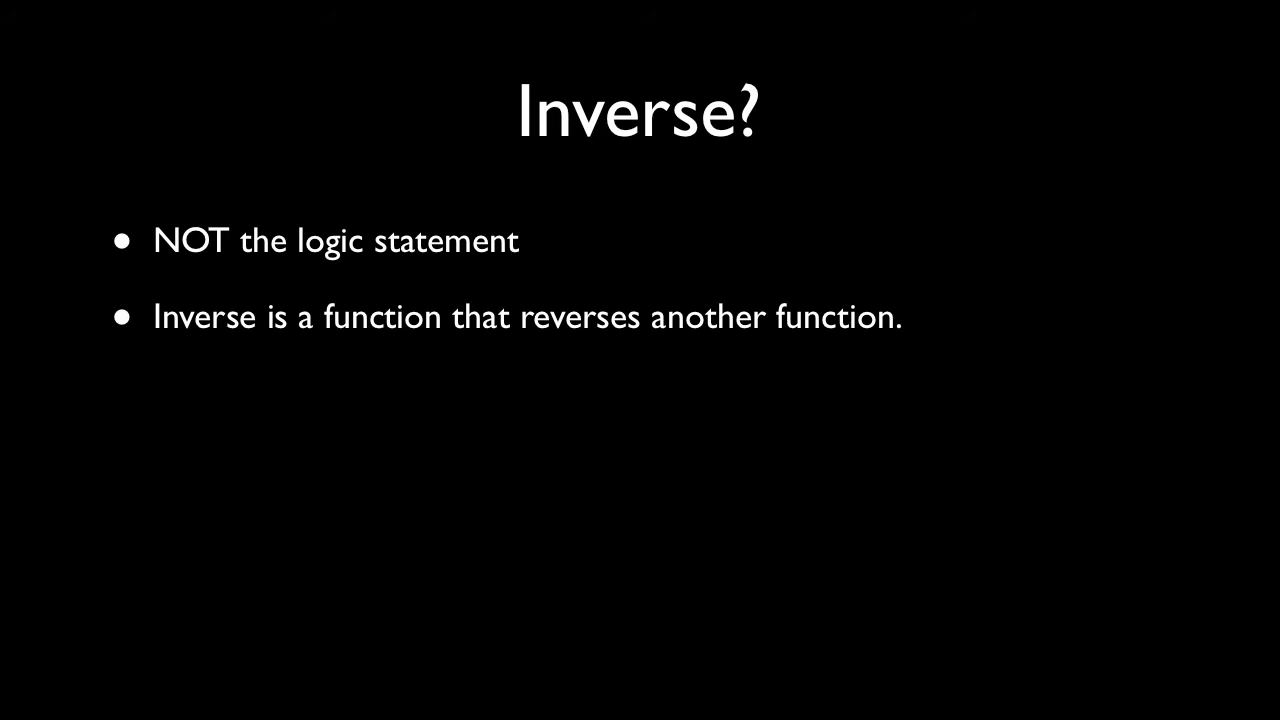 Inverse?
• NOT the logic statement
• Inverse is a function that reverses another function.